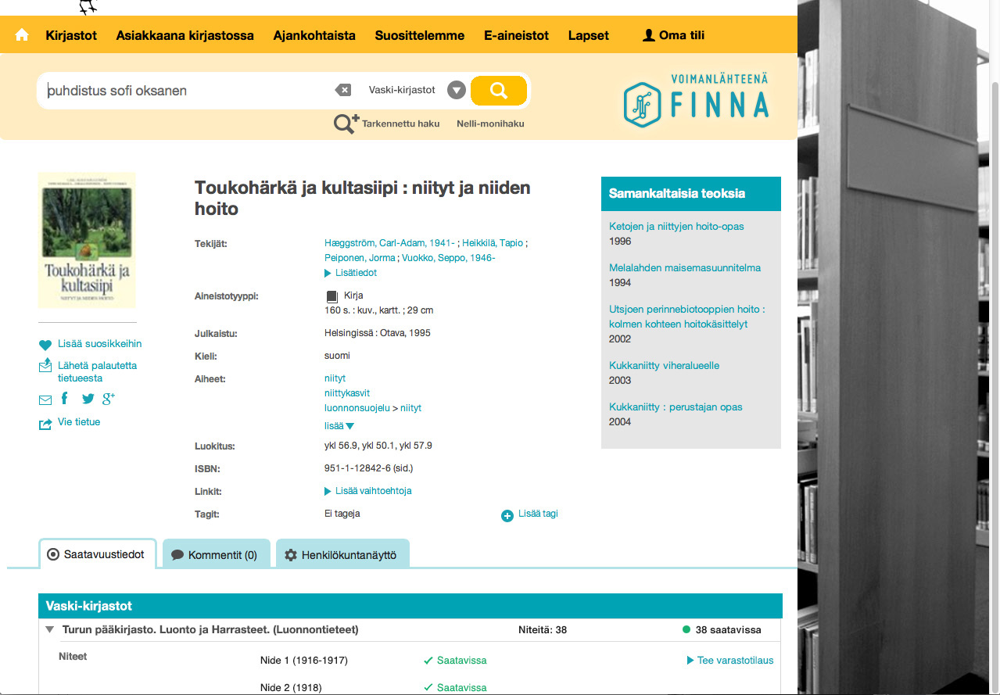 Kirjastot Asiakkaana kirjastossa Ajankohtaista Suosittelemme E-aineistot Lapset Oma tili
puhdistus sofi oksanen Vaski-kirjastot
Tarkennettu haku Nelli-monihaku
VOIMANLÄHTEENÄ
FINNA
Toukohärkä ja
kultasiipi
NIITYT JA NIIDEN HOITO
Lisää suosikkeihin
Lähetä palautetta
tietueesta
Vie tietue
Toukohärkä ja kultasiipi : niityt ja niiden
hoito
Tekijät: Hæggström, Carl-Adam, 1941- ; Heikkilä, Tapio ;
Peiponen, Jorma ; Vuokko, Seppo, 1946-
Lisätiedot
Aineistotyyppi: Kirja
160 s. : kuv., kartt. ; 29 cm
Julkaistu: Helsingissä : Otava, 1995
Kieli: suomi
Aiheet: niityt
niittykasvit
luonnonsuojelu > niityt
lisää
Luokitus: ykl 56.9, ykl 50.1, ykl 57.9
ISBN: 951-1-12842-6 (sid.)
Linkit: Lisää vaihtoehtoja
Tagit: Ei tageja Lisää tagi
Samankaltaisia teoksia
Ketojen ja niittyjen hoito-opas
1996
Melalahden maisemasuunnitelma
1994
Utsjoen perinnebiotooppien hoito :
kolmen kohteen hoitokäsittelyt
2002
Kukkaniitty viheralueelle
2003
Kukkaniitty : perustajan opas
2004
Saatavuustiedot Kommentit (0) Henkilökuntanäyttö
Vaski-kirjastot
Turun pääkirjasto. Luonto ja Harrasteet. (Luonnontieteet) Niteitä: 38 38 saatavissa
Niteet Nide 1 (1916-1917) Saatavissa Tee varastotilaus
Nide 2 (1918) Saatavissa